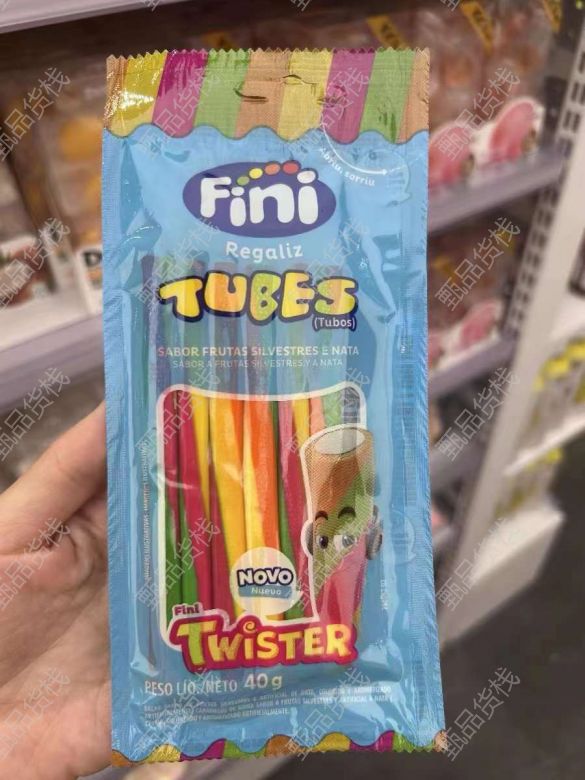 Abriu, sorriu
Fini
Regaliz
TUBES
(Tubos)
SABOR FRUTAS SILVESTRES E NATA
SABOR A FRUTAS SILVESTRES Y A NATA
NOVO
Nuevo
Fini
TWISTER
PESO LÍQ./NETO 40g
甄品货栈